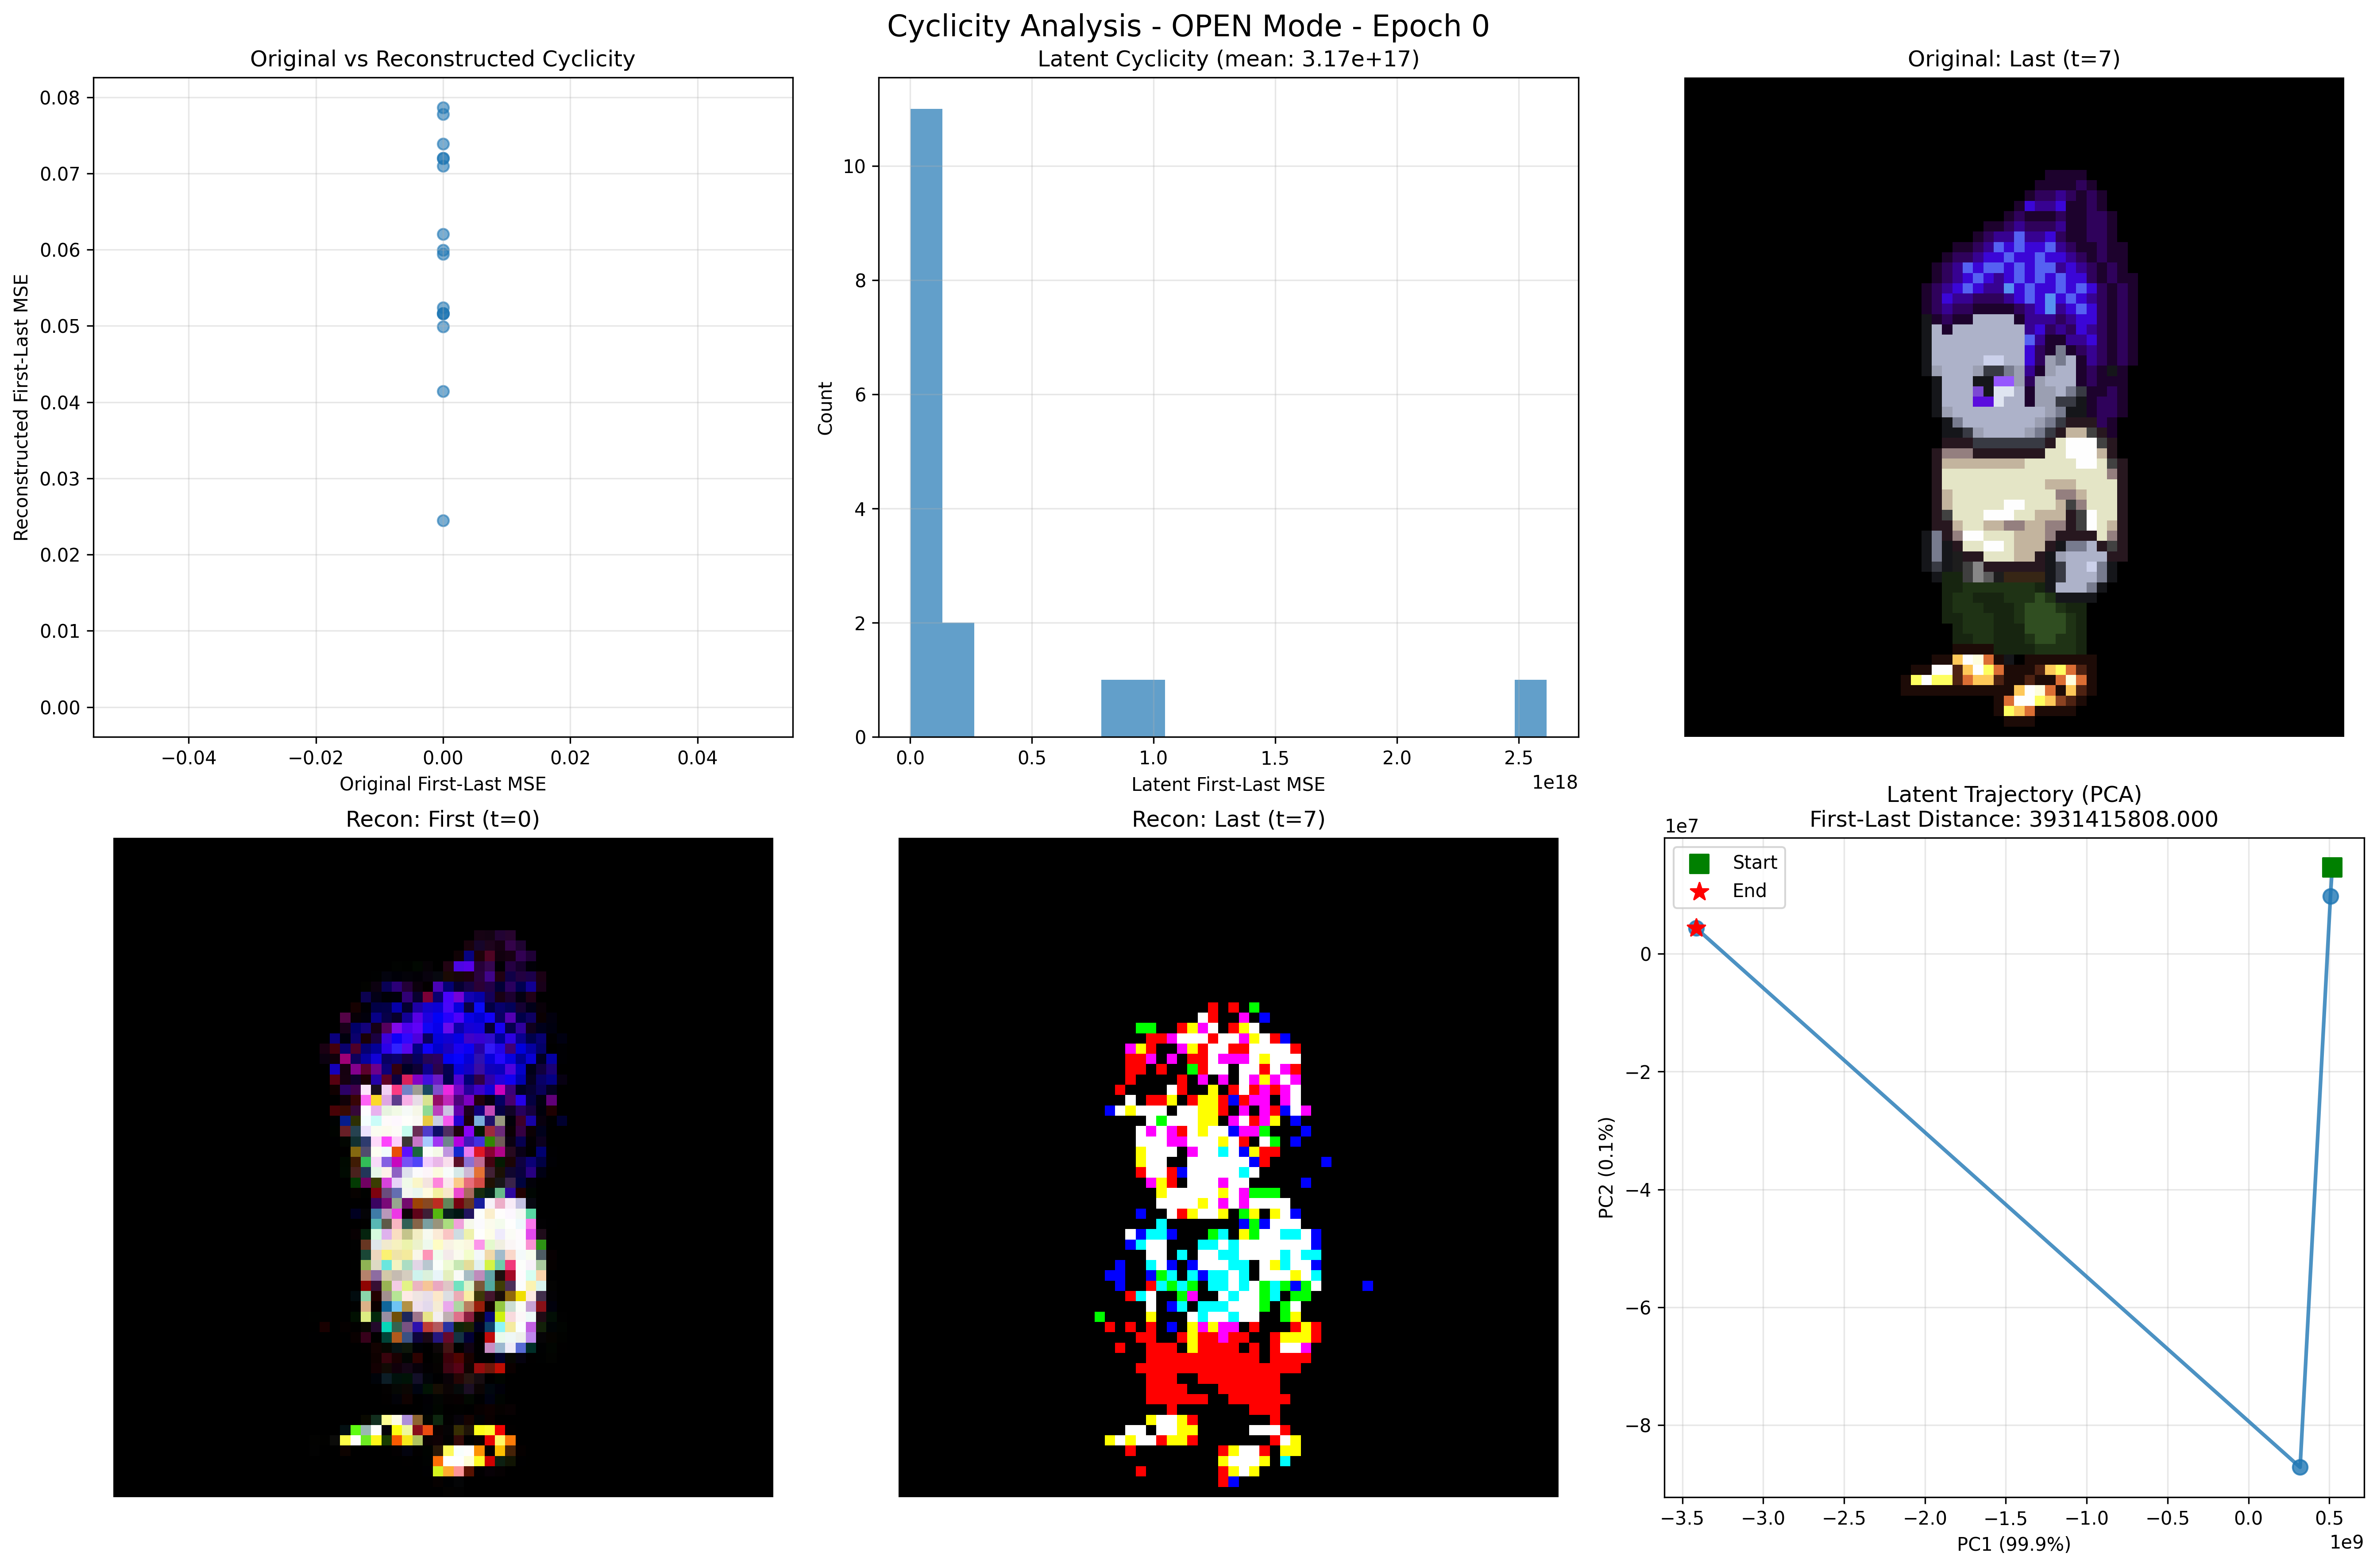 Cyclicity Analysis - OPEN Mode - Epoch 0
Original vs Reconstructed Cyclicity
0.08
0.07
0.06
0.05
0.04
0.03
0.02
0.01
0.00
Reconstructed First-Last MSE
−0.04 −0.02 0.00 0.02 0.04
Original First-Last MSE
Latent Cyclicity (mean: 3.17e+17)
10
8
6
4
2
0
Count
0.0 0.5 1.0 1.5 2.0 2.5
1e18
Latent First-Last MSE
Original: Last (t=7)
Recon: First (t=0)
Recon: Last (t=7)
Latent Trajectory (PCA)
First-Last Distance: 3931415808.000
1e7
Start
End
0
−2
−4
−6
−8
PC2 (0.1%)
−3.5 −3.0 −2.5 −2.0 −1.5 −1.0 −0.5 0.0 0.5
1e9
PC1 (99.9%)